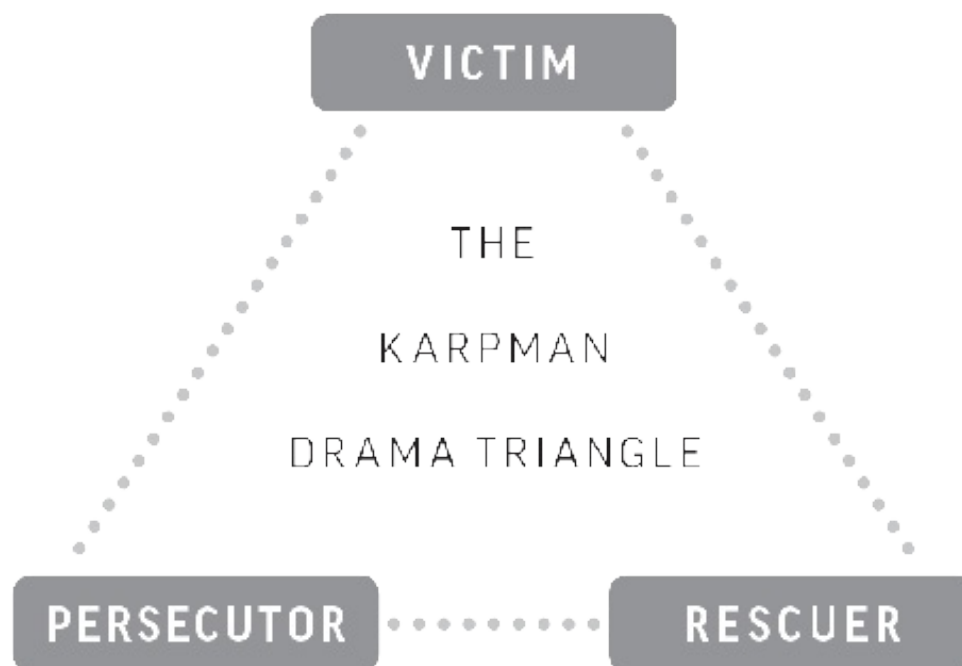 VICTIM
THE
KARPMAN
DRAMA TRIANGLE
PERSECUTOR
RESCUER